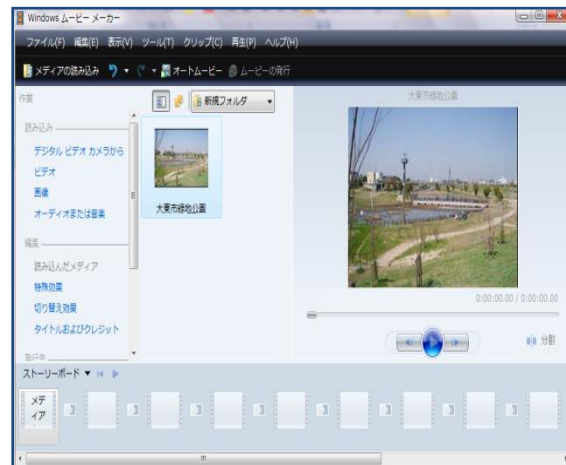 Windows ムービー メーカー
ファイル(F) 編集(E) 表示(V) ツール(T) クリップ(C) 再生(P) ヘルプ(H)
メディアの読み込み オートムービー ムービーの発行
作業
新規フォルダ
大東市緑地公園
読み込み
デジタル ビデオ カメラから
ビデオ
画像
オーディオまたは音楽
大東市緑地公園
編集
読み込んだメディア
特殊効果
切り替え効果
タイトルおよびクレジット
0:00:00.00 / 0:00:00.00
分割
ストーリーボード
メデ
ィア